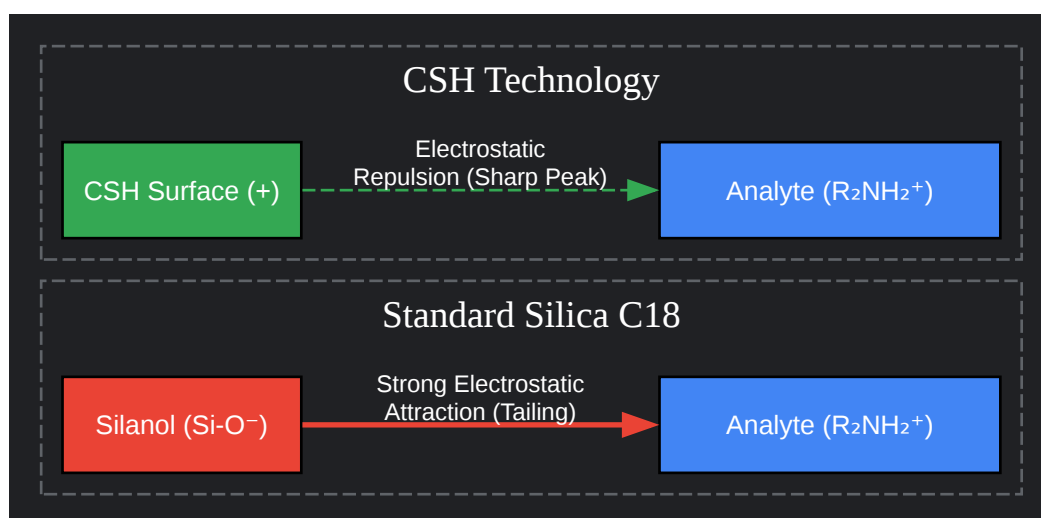 CSH Technology
Electrostatic
Repulsion (Sharp Peak)
CSH Surface (+)
Analyte (R₂NH₂⁺)
Standard Silica C18
Strong Electrostatic
Attraction (Tailing)
Silanol (Si-O⁻)
Analyte (R₂NH₂⁺)